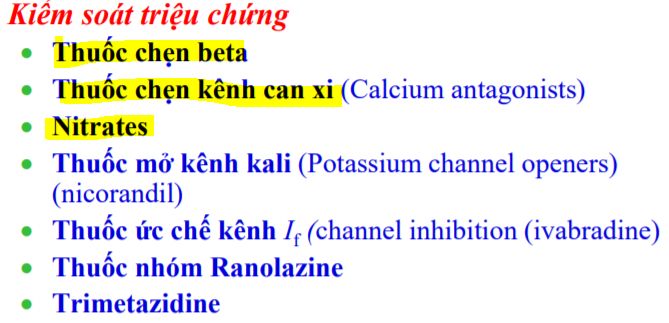 Kiểm soát triệu chứng
• Thuốc chẹn beta
• Thuốc chẹn kênh can xi (Calcium antagonists)
• Nitrates
• Thuốc mở kênh kali (Potassium channel openers)
(nicorandil)
• Thuốc ức chế kênh If (channel inhibition (ivabradine)
• Thuốc nhóm Ranolazine
• Trimetazidine